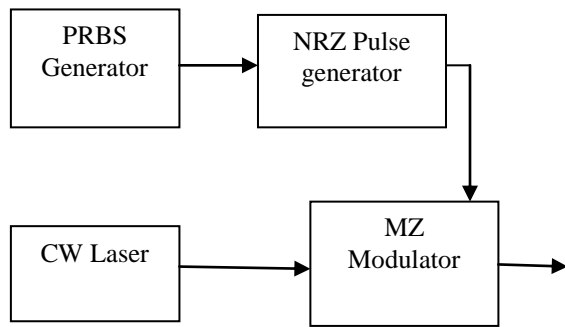 PRBS
Generator
NRZ Pulse
generator
CW Laser
MZ
Modulator